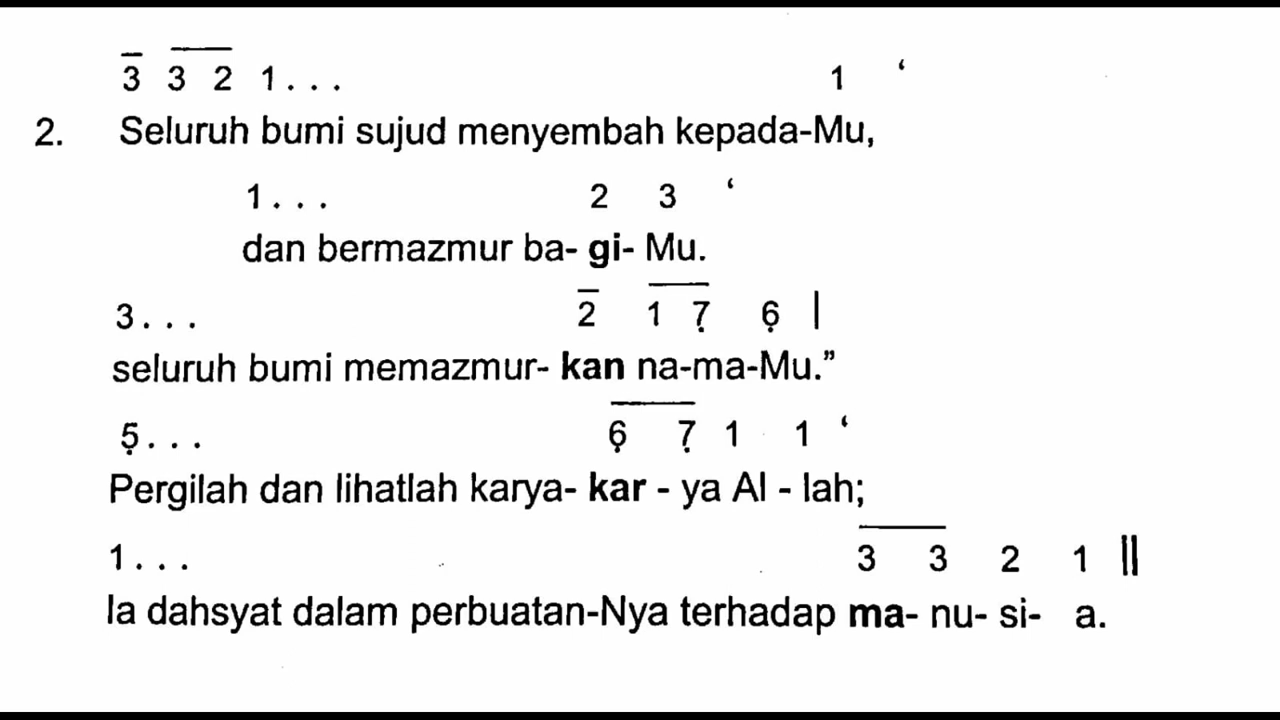 3 3 2 1 . . . 1 ‘
2. Seluruh bumi sujud menyembah kepada-Mu,
1 . . . 2 3 ‘
dan bermazmur ba- gi- Mu.
3 . . . 2 1 7̣ 6̣ |
seluruh bumi memazmur- kan na-ma-Mu.”
5̣ . . . 6̣ 7̣ 1 1 ‘
Pergilah dan lihatlah karya- kar - ya Al - lah;
1 . . . 3 3 2 1 ||
Ia dahsyat dalam perbuatan-Nya terhadap ma- nu- si- a.